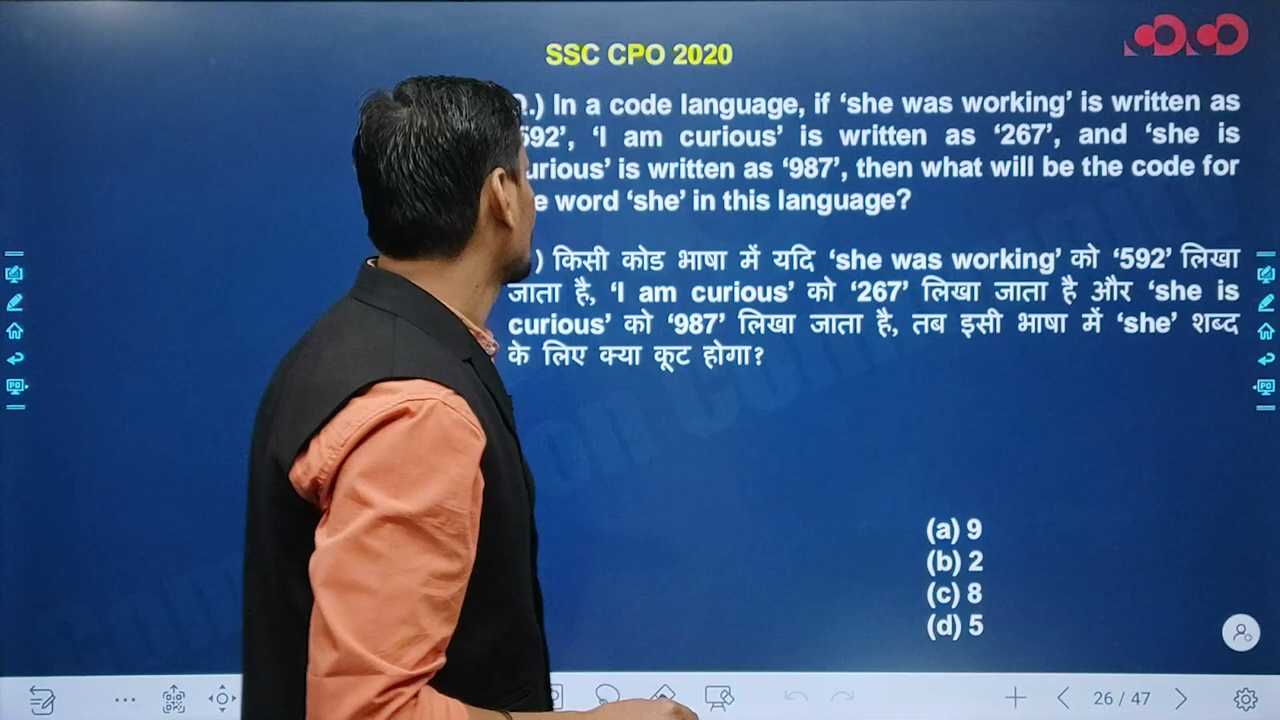 SSC CPO 2020
.) In a code language, if ‘she was working’ is written as
592’, ‘I am curious’ is written as ‘267’, and ‘she is
urious’ is written as ‘987’, then what will be the code for
e word ‘she’ in this language?
) किसी कोड भाषा में यदि ‘she was working’ को ‘592’ लिखा
जाता है, ‘I am curious’ को ‘267’ लिखा जाता है और ‘she is
curious’ को ‘987’ लिखा जाता है, तब इसी भाषा में ‘she’ शब्द
के लिए क्या कूट होगा?
(a) 9
(b) 2
(c) 8
(d) 5
PC
PC
26 / 47